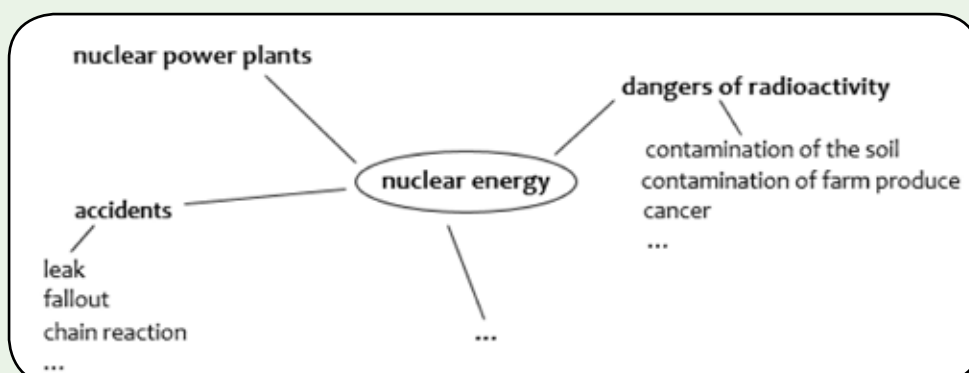 nuclear power plants
dangers of radioactivity
contamination of the soil
contamination of farm produce
cancer
...
nuclear energy
accidents
leak
fallout
chain reaction
...
...